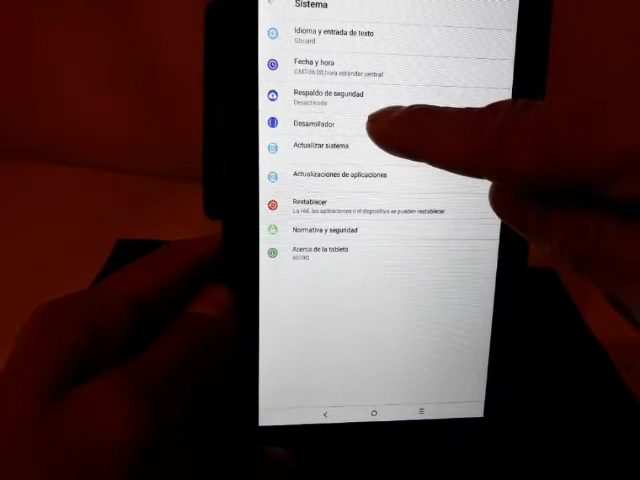 Sistema
Idioma y entrada de texto
Gboard
Fecha y hora
GMT-06:00, hora estándar central
Respaldo de seguridad
Desactivado
Desarrollador
Actualizar sistema
Actualizaciones de aplicaciones
Restablecer
La red, las aplicaciones o el dispositivo se pueden restablecer
Normativa y seguridad
Acerca de la tableta